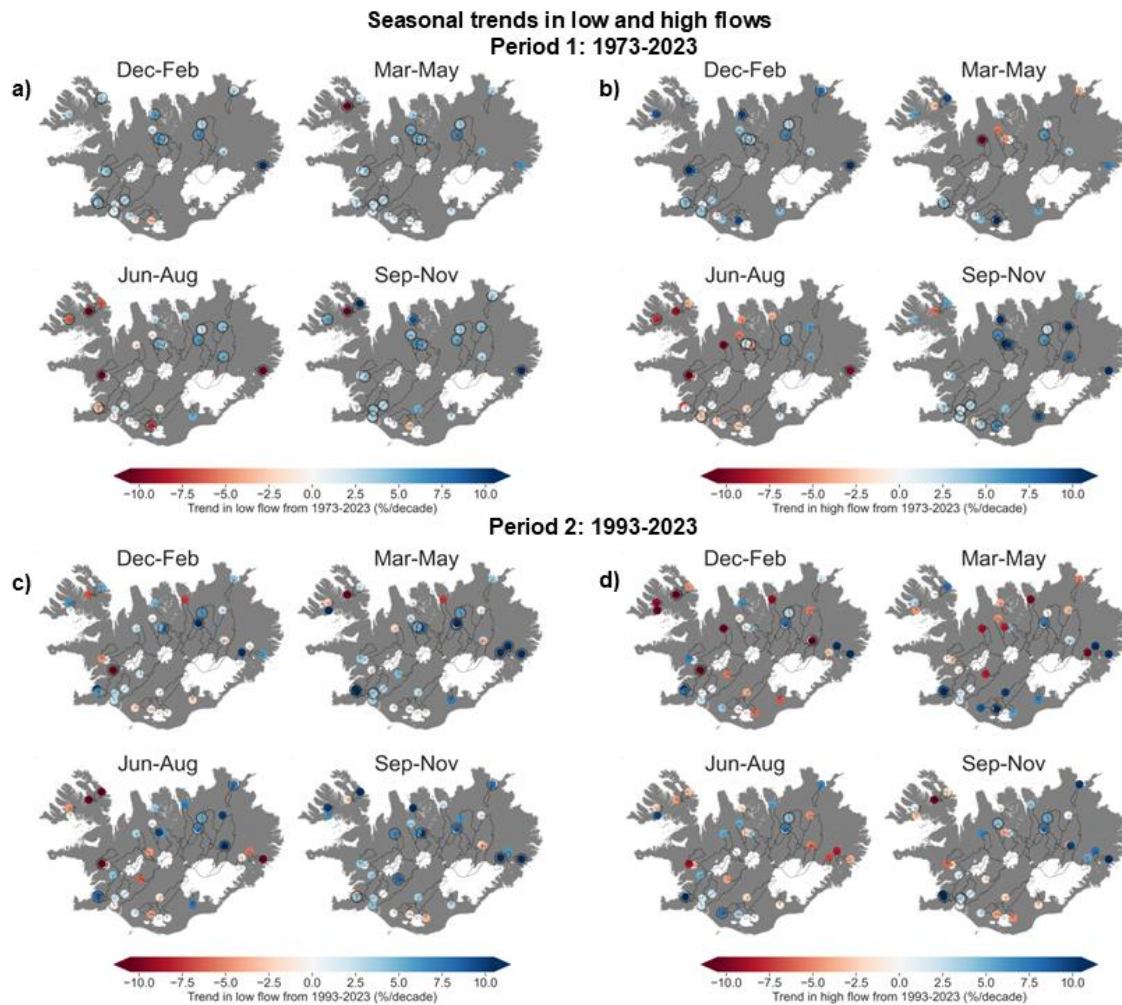 Seasonal trends in low and high flows
Period 1: 1973-2023
a)
Dec-Feb
Mar-May
b)
Dec-Feb
Mar-May
Jun-Aug
Sep-Nov
Jun-Aug
Sep-Nov
−10.0 −7.5 −5.0 −2.5 0.0 2.5 5.0 7.5 10.0
Trend in low flow from 1973-2023 (%/decade)
−10.0 −7.5 −5.0 −2.5 0.0 2.5 5.0 7.5 10.0
Trend in high flow from 1973-2023 (%/decade)
Period 2: 1993-2023
c)
Dec-Feb
Mar-May
d)
Dec-Feb
Mar-May
Jun-Aug
Sep-Nov
Jun-Aug
Sep-Nov
−10.0 −7.5 −5.0 −2.5 0.0 2.5 5.0 7.5 10.0
Trend in low flow from 1993-2023 (%/decade)
−10.0 −7.5 −5.0 −2.5 0.0 2.5 5.0 7.5 10.0
Trend in high flow from 1993-2023 (%/decade)